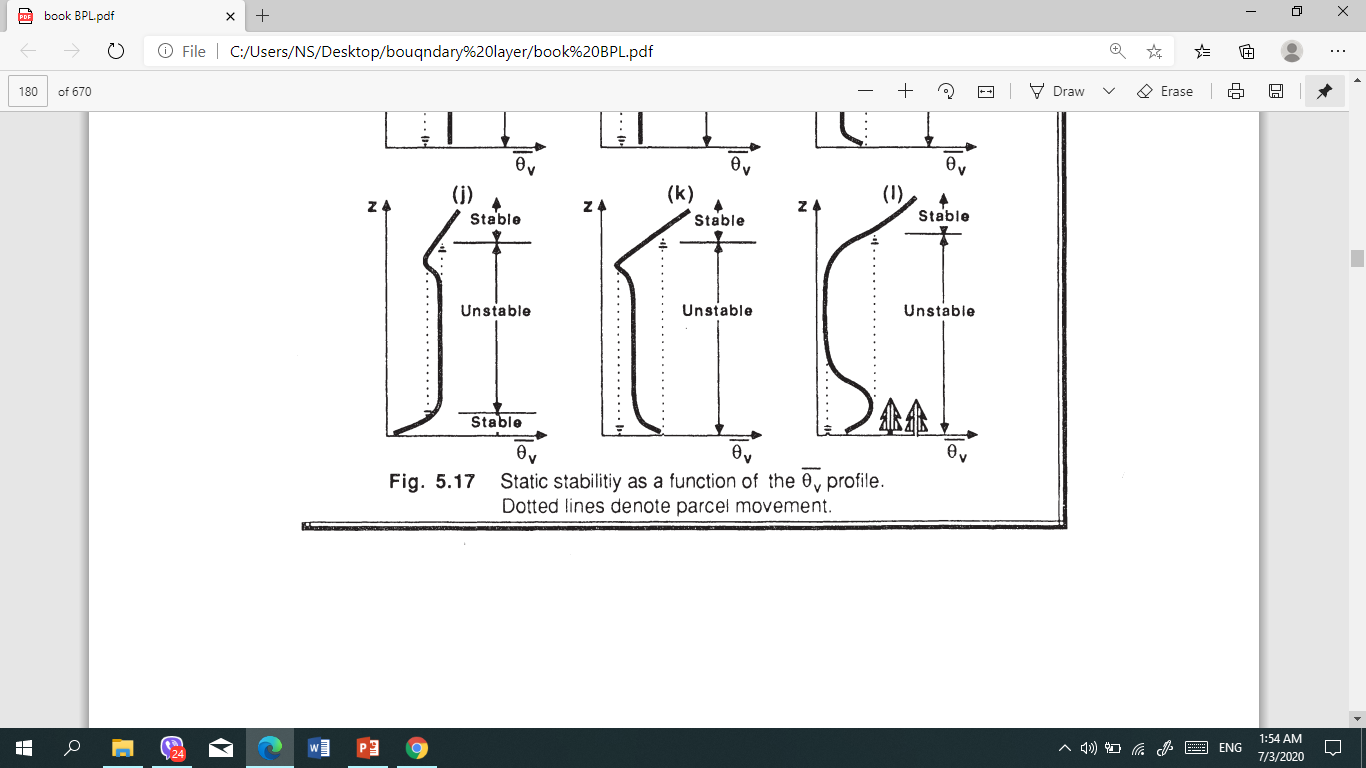 book BPL.pdf
File C:/Users/NS/Desktop/bouqndary%20layer/book%20BPL.pdf
180 of 670
Draw
Erase
θv θv θv
(j) (k) (l)
z Stable z Stable z Stable
Unstable Unstable Unstable
Stable
θv θv θv
Fig. 5.17 Static stabilitiy as a function of the θv profile.
Dotted lines denote parcel movement.
24
ENG
1:54 AM
7/3/2020